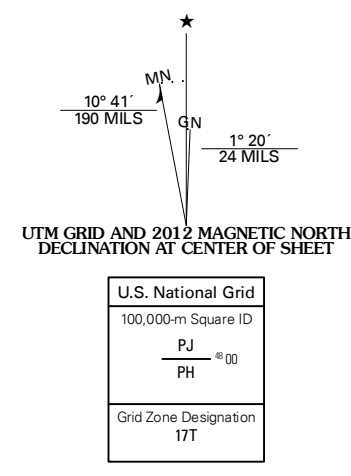 ★
MN
10° 41´
190 MILS
GN
1° 20´
24 MILS
UTM GRID AND 2012 MAGNETIC NORTH
DECLINATION AT CENTER OF SHEET
U.S. National Grid
100,000-m Square ID
PJ
48 00
PH
Grid Zone Designation
17T